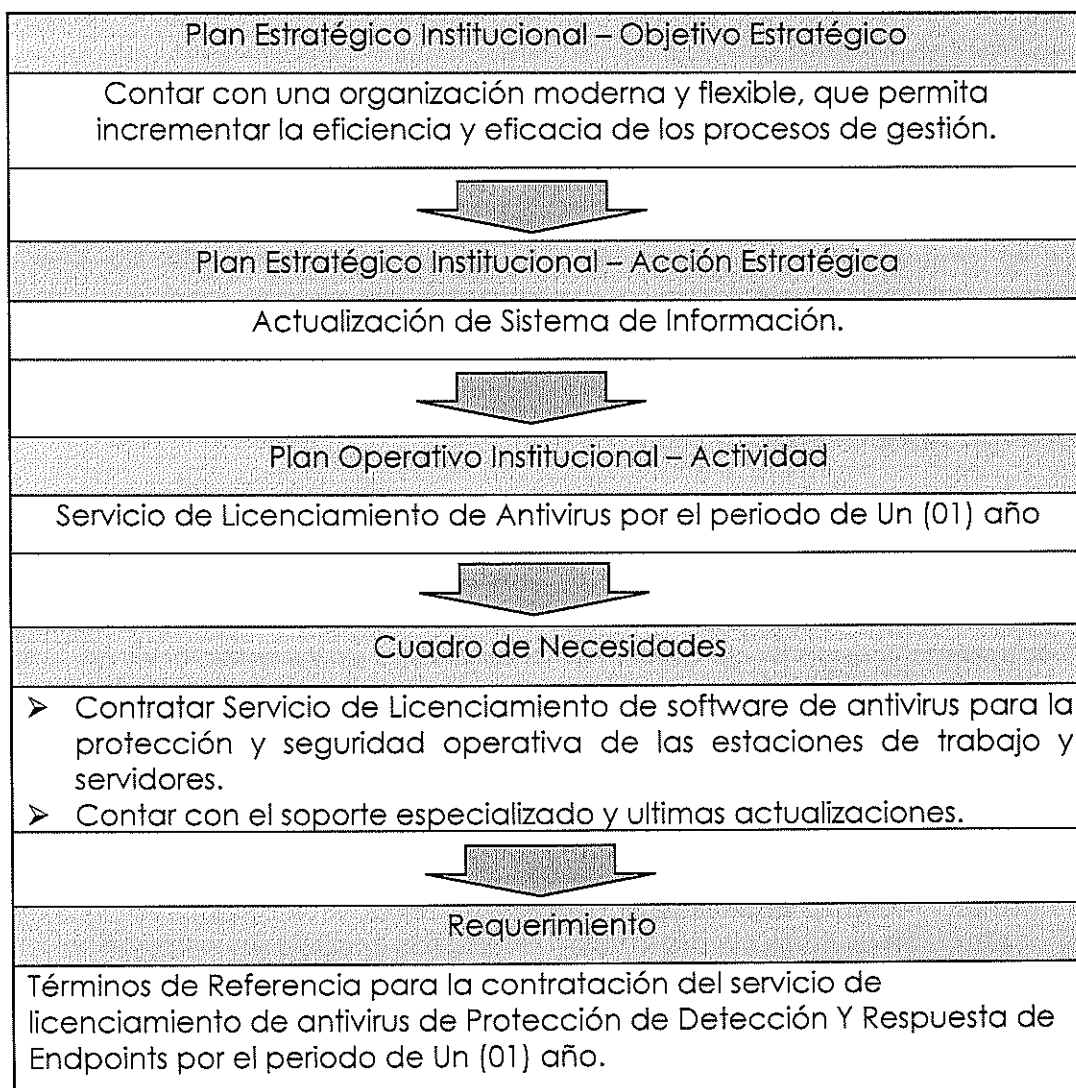 Plan Estratégico Institucional – Objetivo Estratégico
Contar con una organización moderna y flexible, que permita
incrementar la eficiencia y eficacia de los procesos de gestión.
Plan Estratégico Institucional – Acción Estratégica
Actualización de Sistema de Información.
Plan Operativo Institucional – Actividad
Servicio de Licenciamiento de Antivirus por el periodo de Un (01) año
Cuadro de Necesidades
➢ Contratar Servicio de Licenciamiento de software de antivirus para la
protección y seguridad operativa de las estaciones de trabajo y
servidores.
➢ Contar con el soporte especializado y ultimas actualizaciones.
Requerimiento
Términos de Referencia para la contratación del servicio de
licenciamiento de antivirus de Protección de Detección Y Respuesta de
Endpoints por el periodo de Un (01) año.